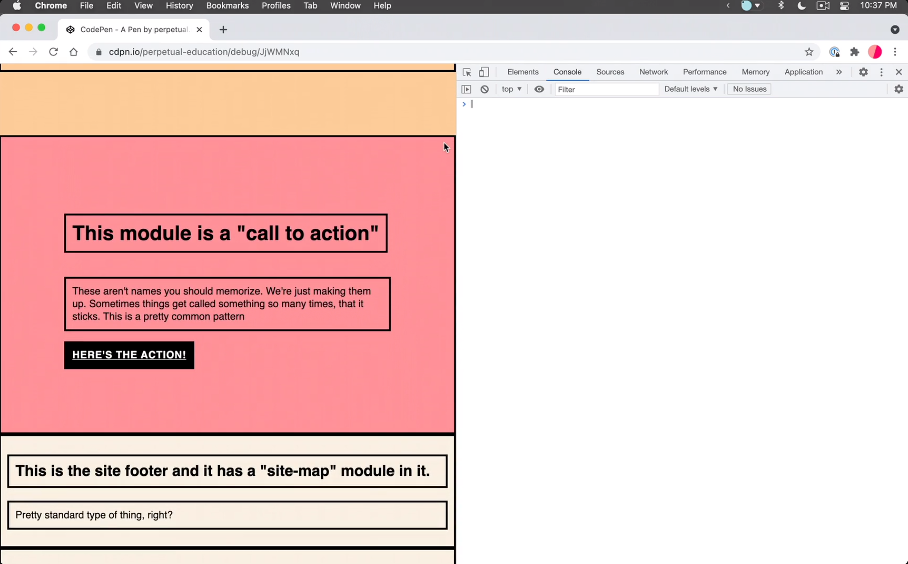 Chrome File Edit View History Bookmarks Profiles Tab Window Help 10:37 PM
CodePen - A Pen by perpetual
cdpn.io/perpetual-education/debug/JjWMNxq
Elements Console Sources Network Performance Memory Application »
top ▼ Filter Default levels ▼ No Issues
>
This module is a "call to action"
These aren't names you should memorize. We're just making them
up. Sometimes things get called something so many times, that it
sticks. This is a pretty common pattern
HERE'S THE ACTION!
This is the site footer and it has a "site-map" module in it.
Pretty standard type of thing, right?